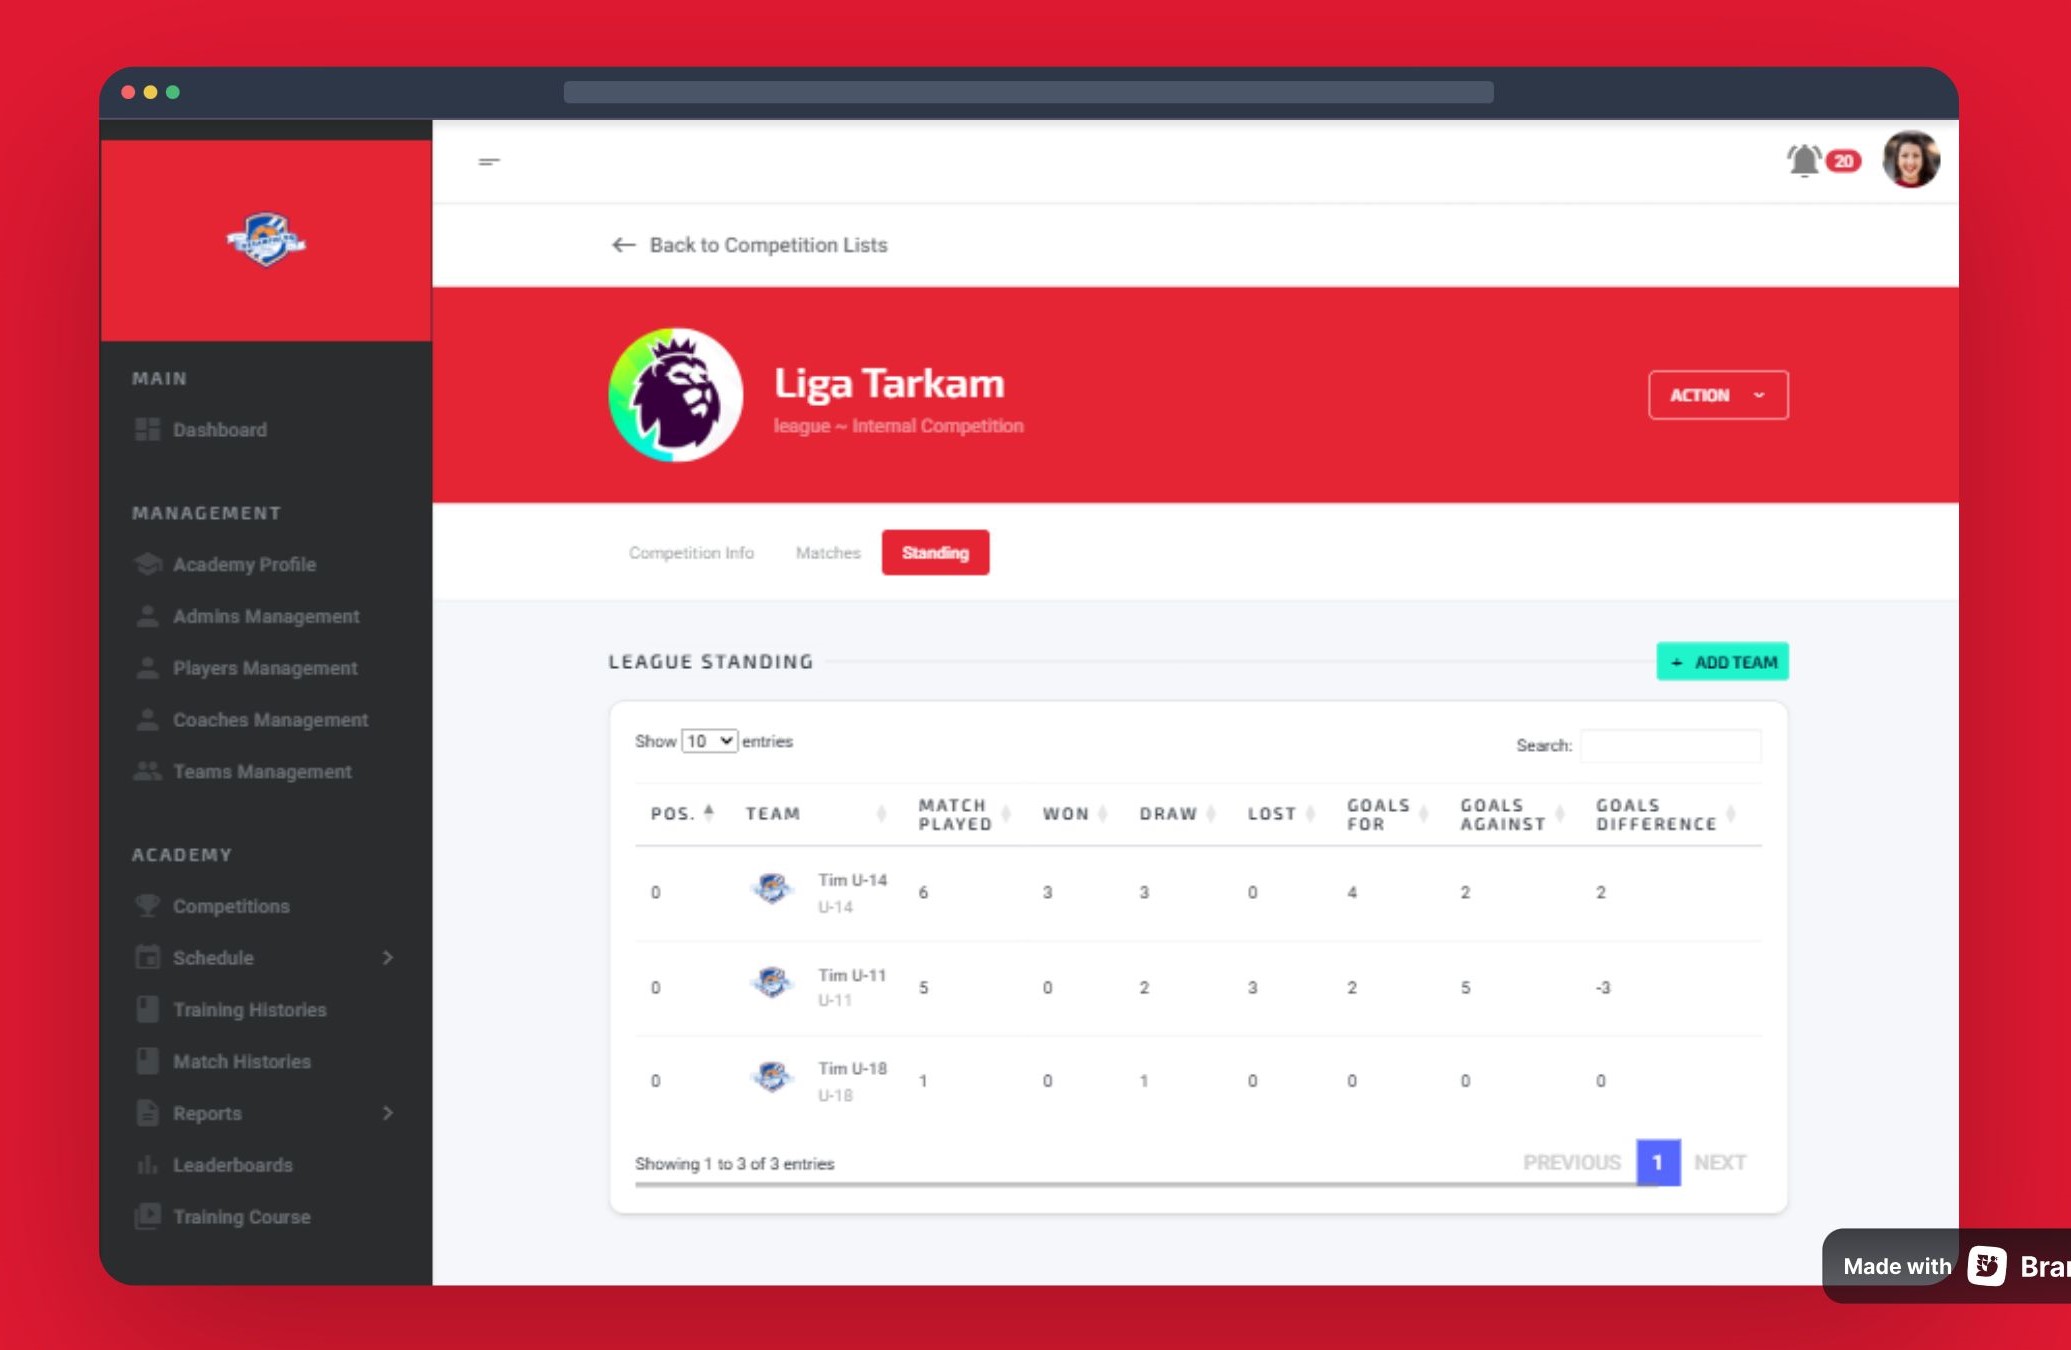 20
Back to Competition Lists
Liga Tarkam
league ~ Internal Competition
ACTION
MAIN
Dashboard
MANAGEMENT
Academy Profile
Admins Management
Players Management
Coaches Management
Teams Management
ACADEMY
Competitions
Schedule
Training Histories
Match Histories
Reports
Leaderboards
Training Course
Competition Info Matches Standing
LEAGUE STANDING
+ ADD TEAM
Show 10 entries
Search:
POS. TEAM MATCH PLAYED WON DRAW LOST GOALS FOR GOALS AGAINST GOALS DIFFERENCE
0 Tim U-14 6 3 3 0 4 2 2
U-14
0 Tim U-11 5 0 2 3 2 5 -3
U-11
0 Tim U-18 1 0 1 0 0 0 0
U-18
Showing 1 to 3 of 3 entries
PREVIOUS 1 NEXT
Made with